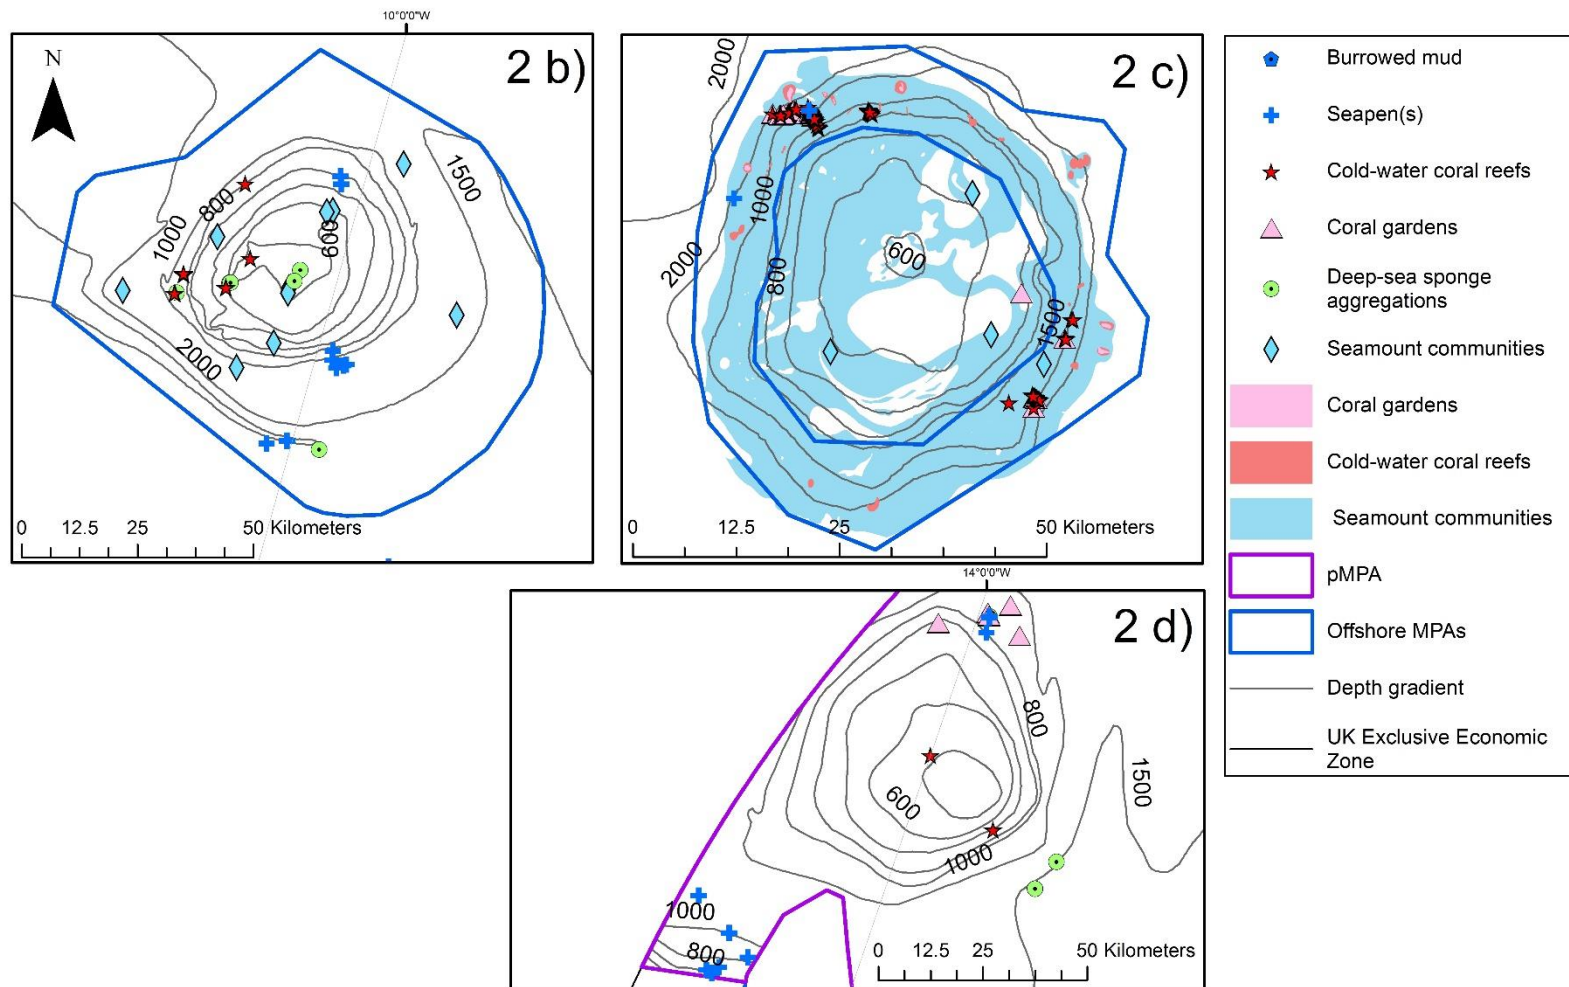 10°0'0"W
N
2 b)
1500
800
1000
600
2000
0 12.5 25 50 Kilometers
2 c)
2000
1000
2000
800
600
1500
0 12.5 25 50 Kilometers
14°0'0"W
2 d)
800
1500
600
1000
1000
800
0 12.5 25 50 Kilometers
Burrowed mud
Seapen(s)
Cold-water coral reefs
Coral gardens
Deep-sea sponge
aggregations
Seamount communities
Coral gardens
Cold-water coral reefs
Seamount communities
pMPA
Offshore MPAs
Depth gradient
UK Exclusive Economic
Zone